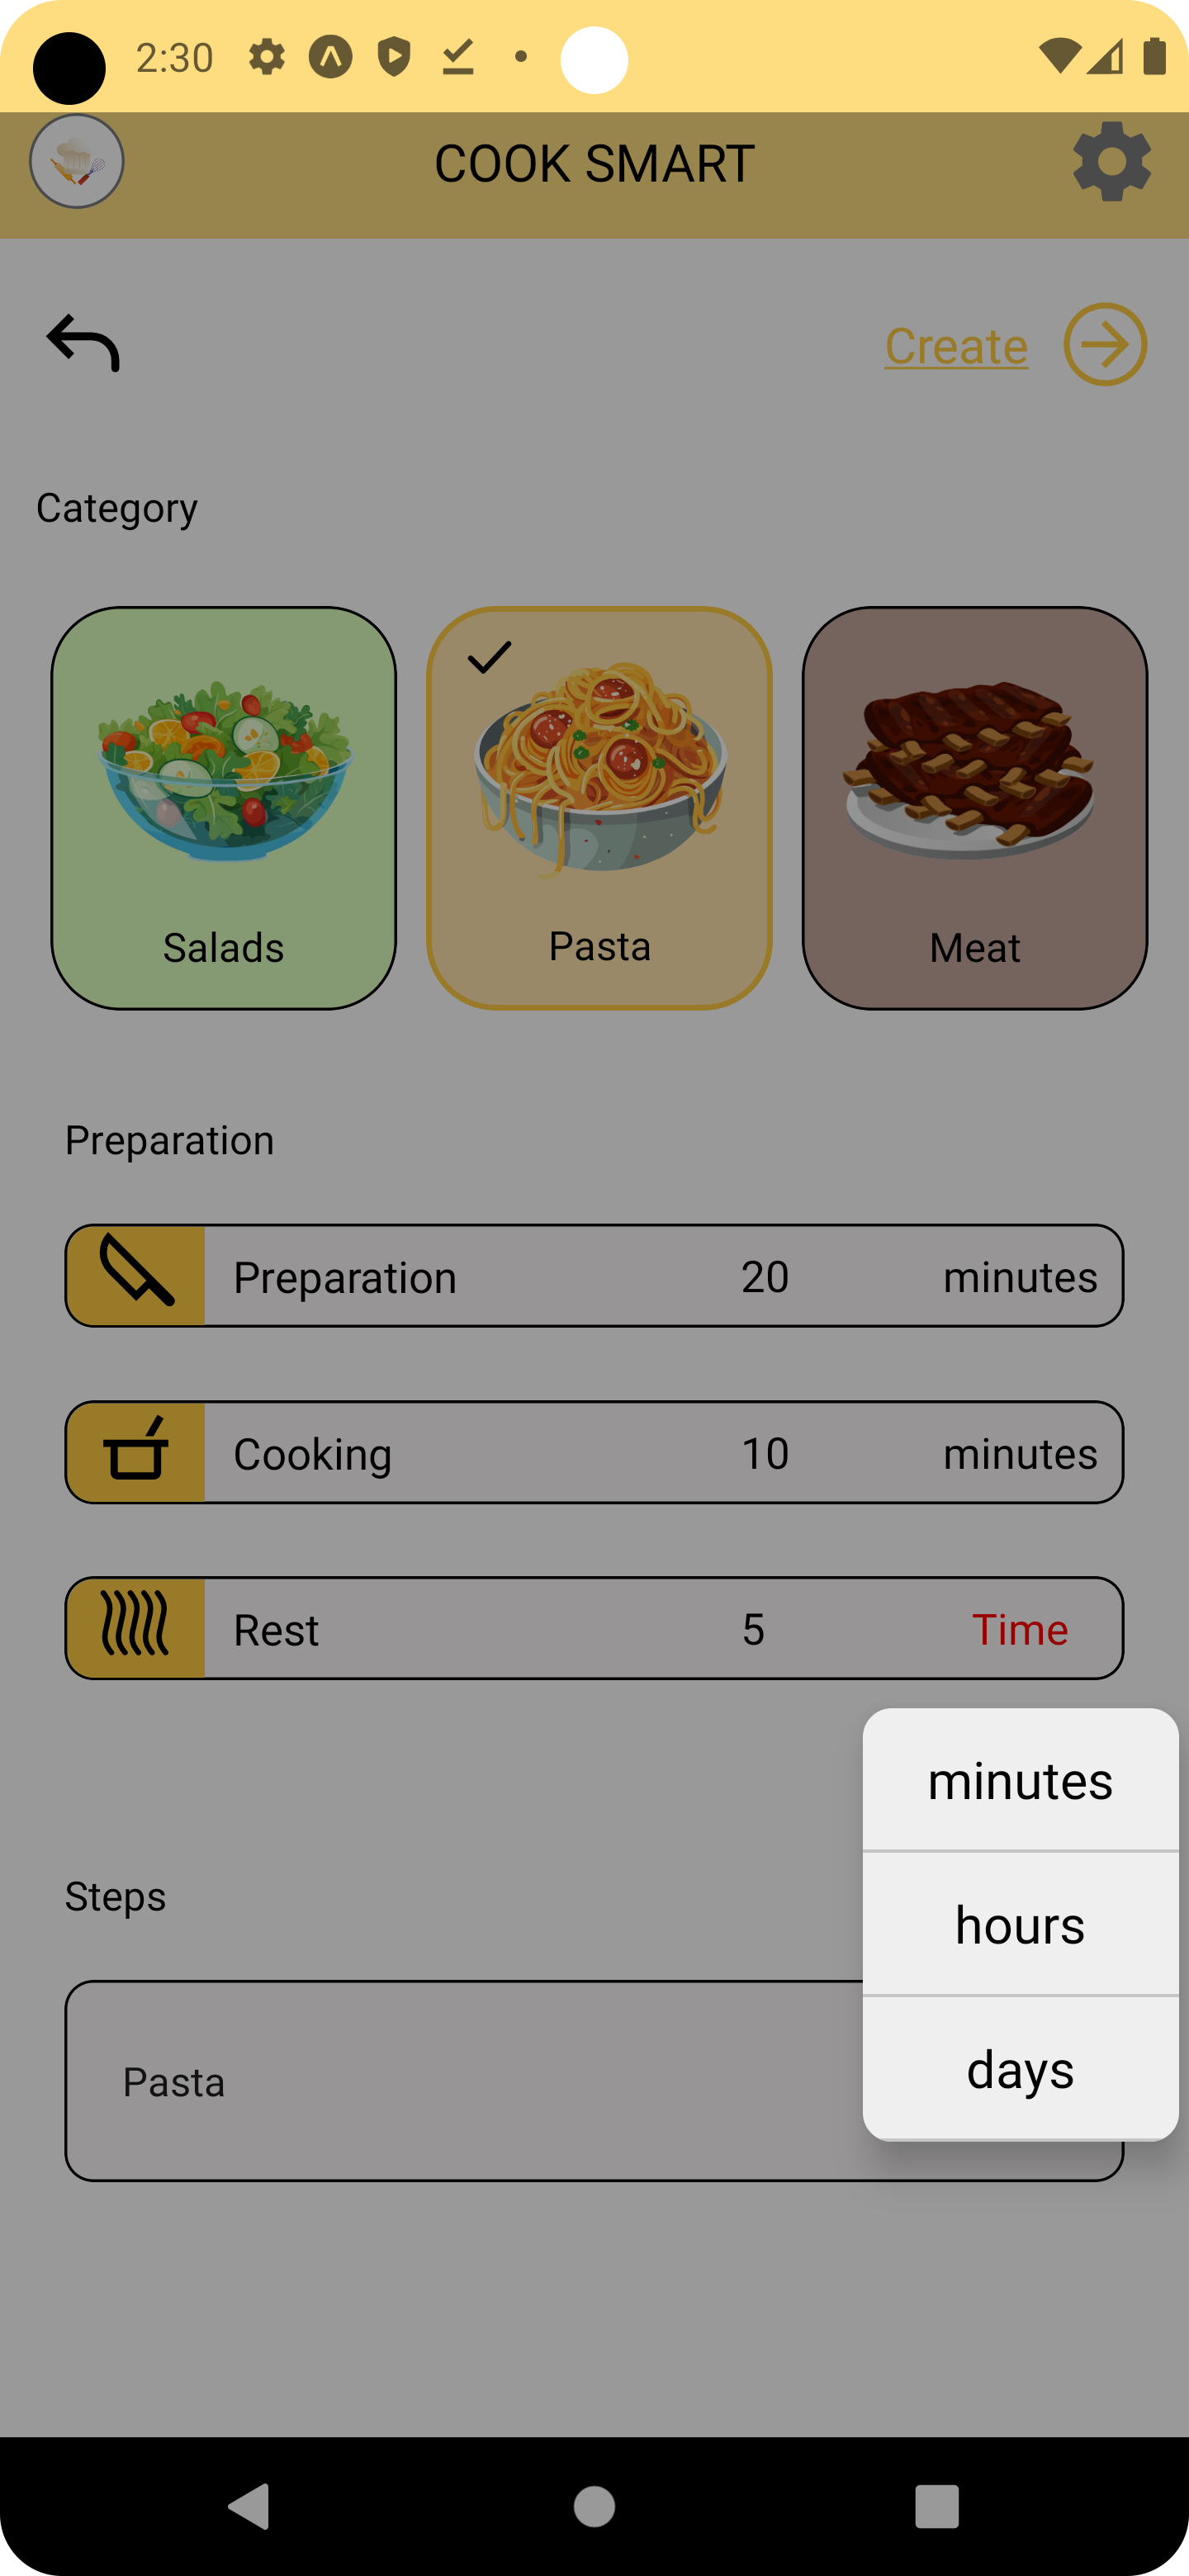 2:30
COOK SMART
Create
Category
Salads
Pasta
Meat
Preparation
Preparation 20 minutes
Cooking 10 minutes
Rest 5 Time
minutes
hours
days
Steps
Pasta